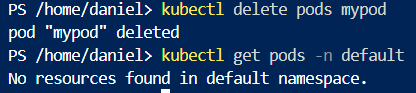 PS /home/daniel> kubectl delete pods mypod
pod "mypod" deleted
PS /home/daniel> kubectl get pods -n default
No resources found in default namespace.